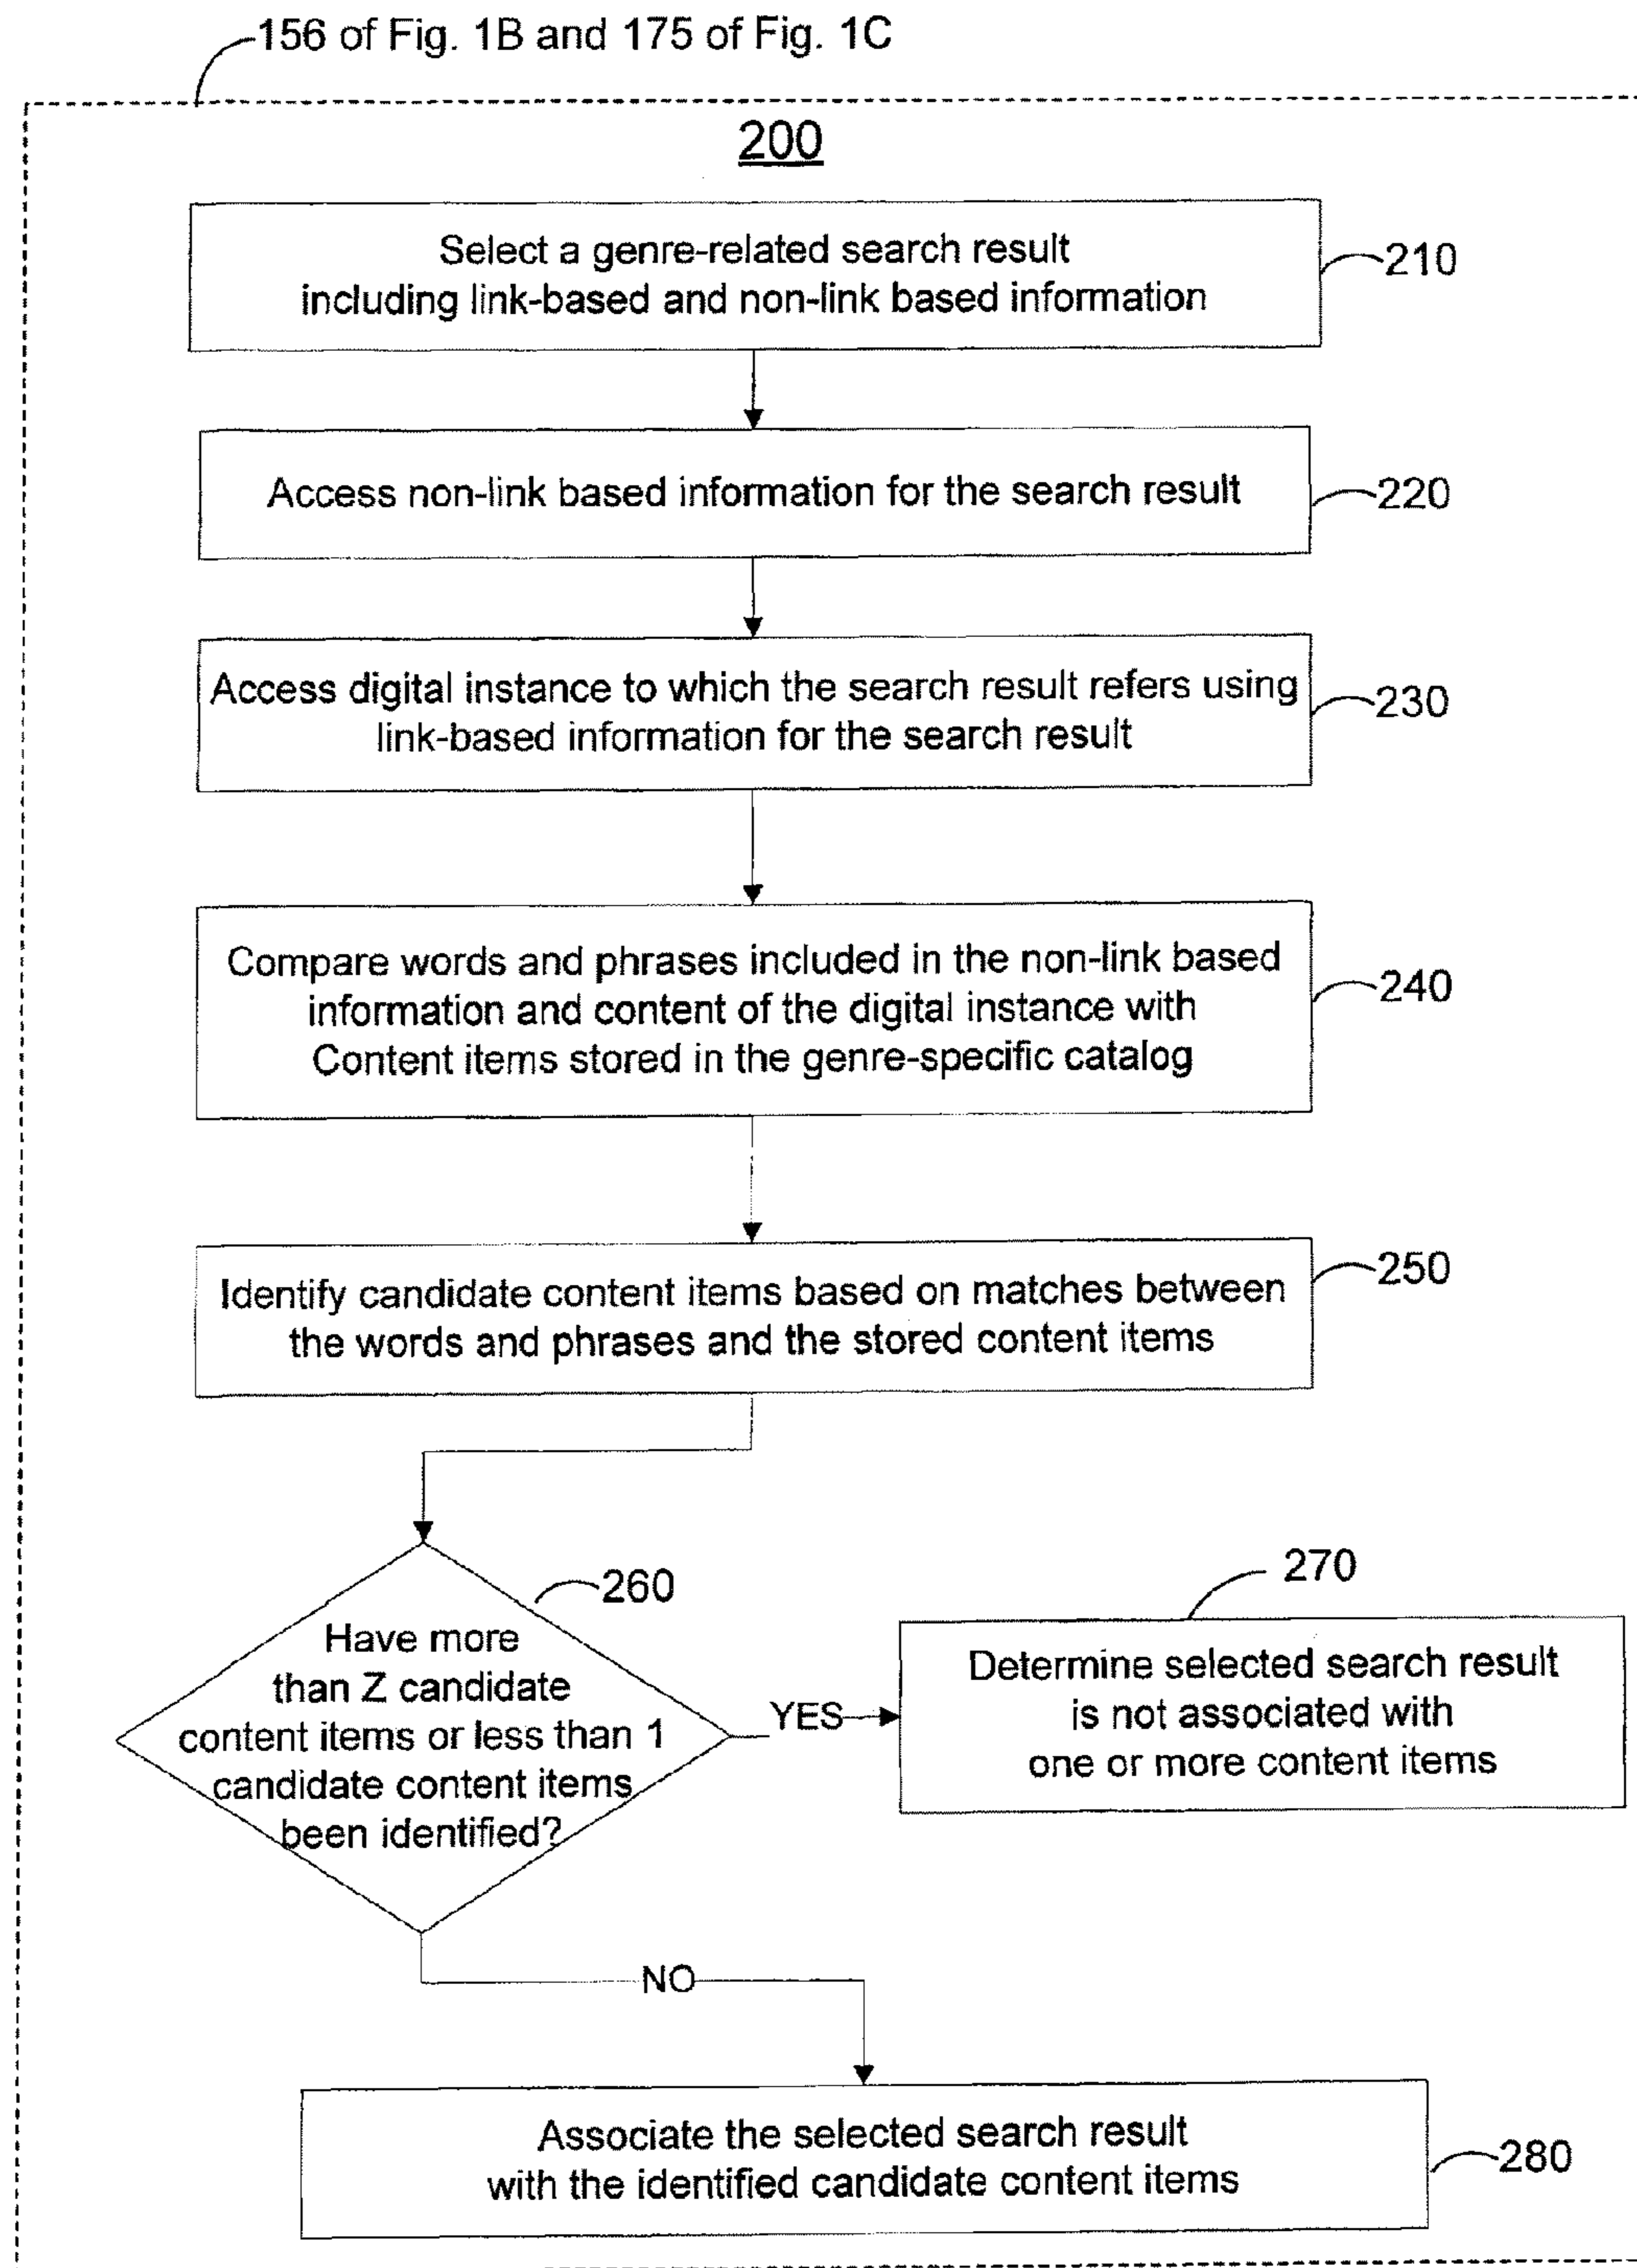 156 of Fig. 1B and 175 of Fig. 1C
200
Select a genre-related search result
including link-based and non-link based information
210
Access non-link based information for the search result
220
Access digital instance to which the search result refers using
link-based information for the search result
230
Compare words and phrases included in the non-link based
information and content of the digital instance with
Content items stored in the genre-specific catalog
240
Identify candidate content items based on matches between
the words and phrases and the stored content items
250
Have more
than Z candidate
content items or less than 1
candidate content items
been identified?
260
YES
270
Determine selected search result
is not associated with
one or more content items
NO
Associate the selected search result
with the identified candidate content items
280